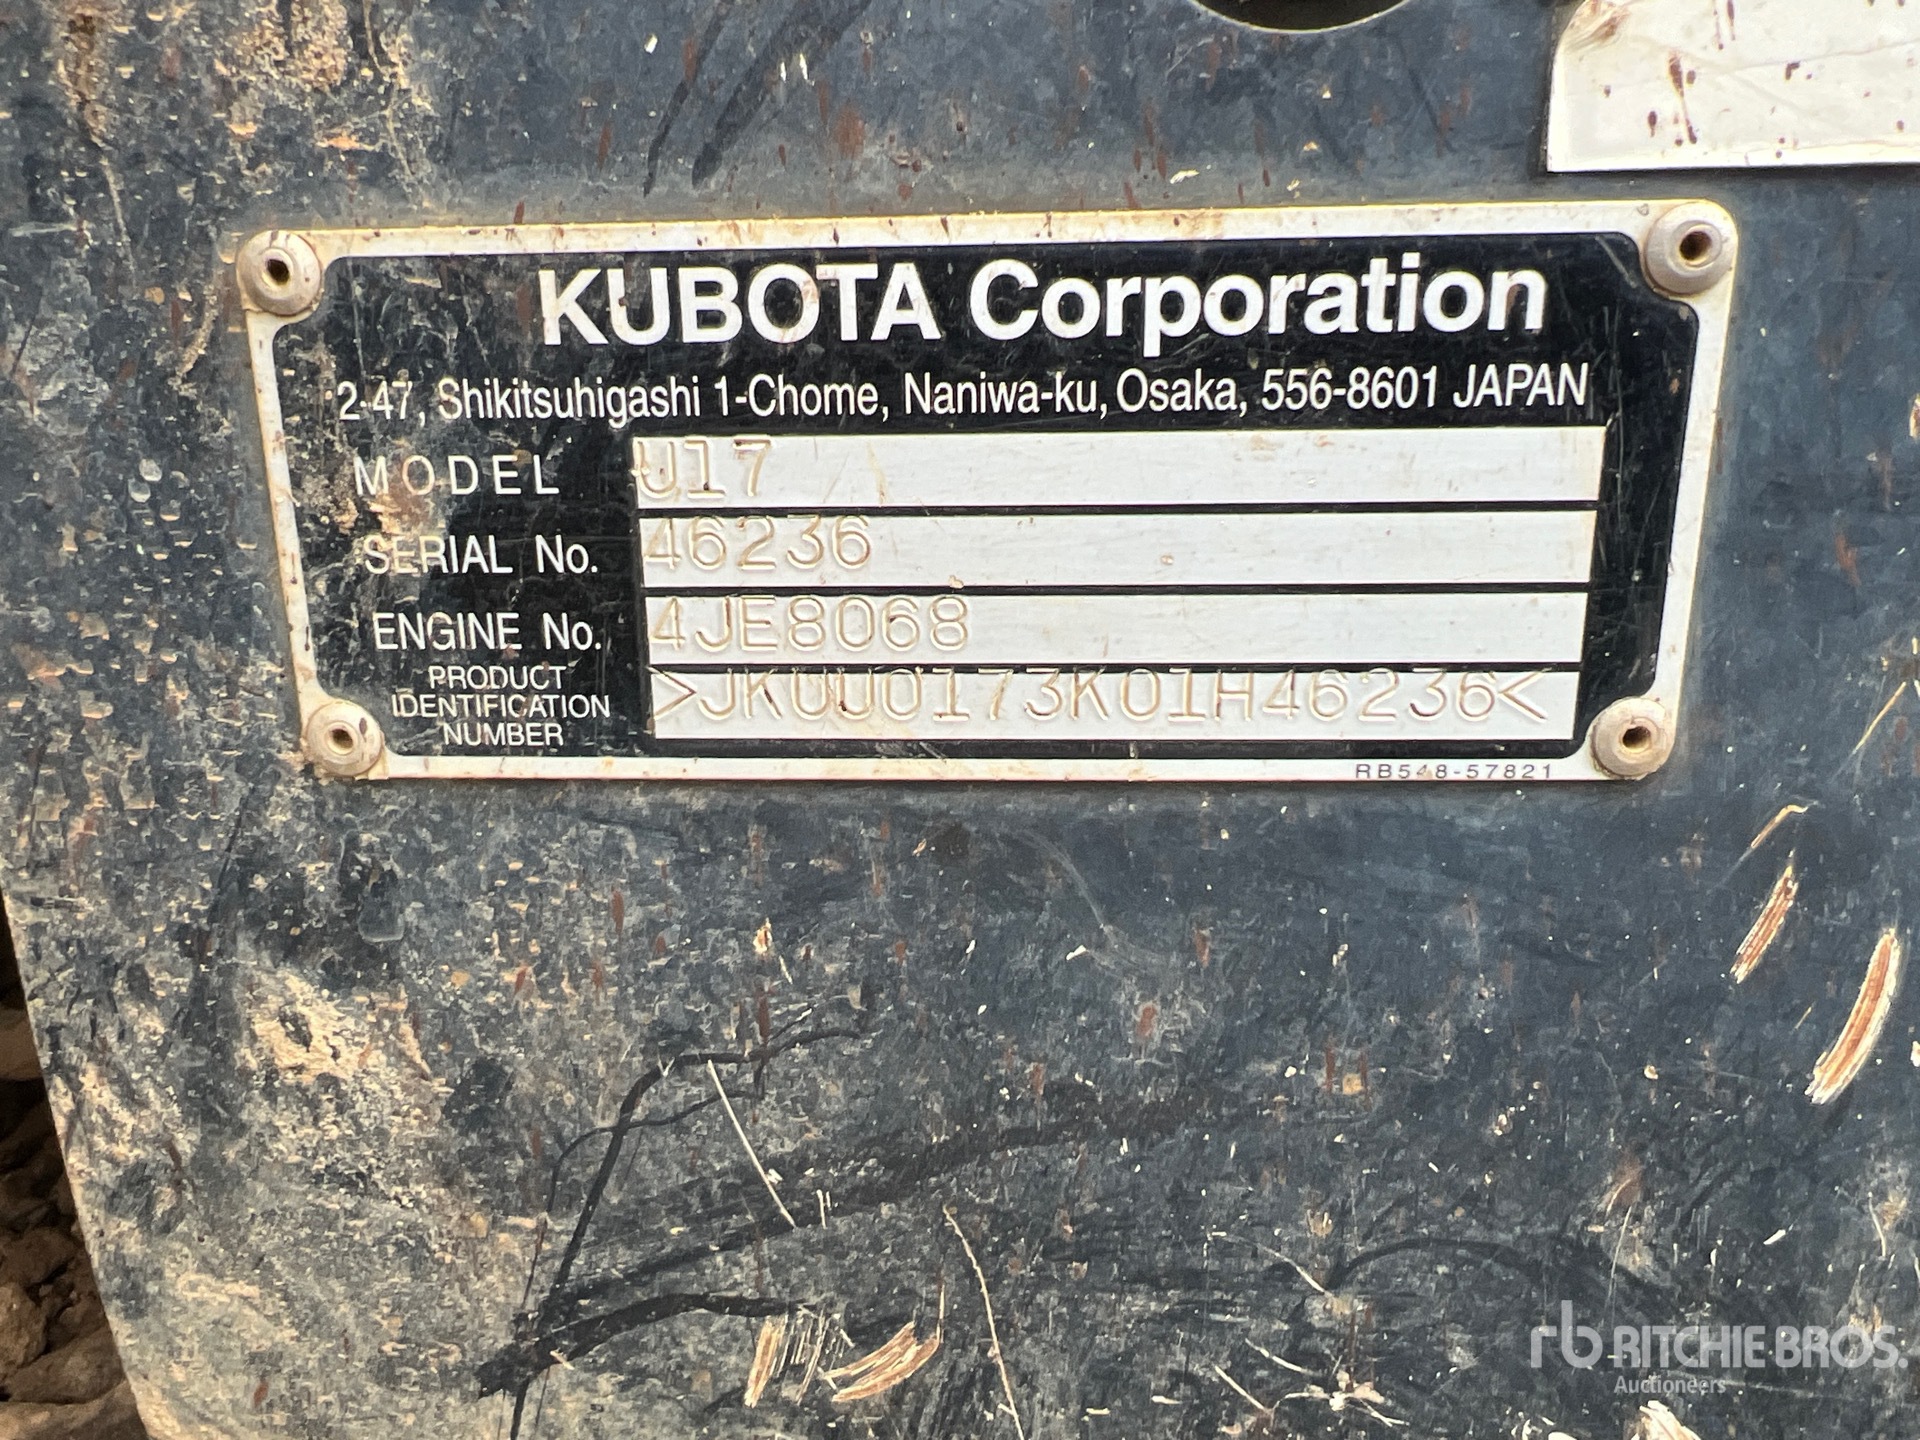 KUBOTA Corporation
2-47, Shikitsuhigashi 1-Chome, Naniwa-ku, Osaka, 556-8601 JAPAN
MODEL U17
SERIAL No. 46236
ENGINE No. 4JE8068
PRODUCT
IDENTIFICATION
NUMBER
>JKUU0173K01H46236<
RB548-57821
rb RITCHIE BROS.
Auctioneers